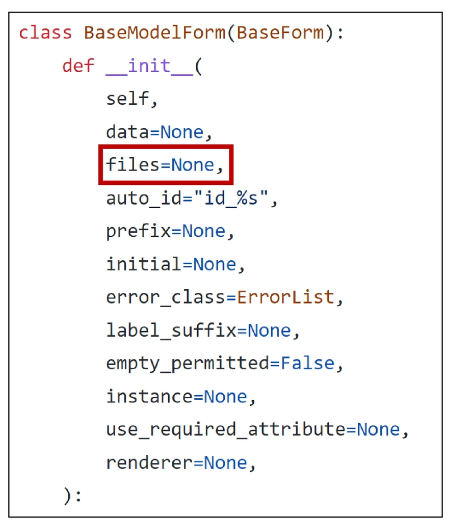 class BaseModelForm(BaseForm):
    def __init__(
        self,
        data=None,
        files=None,
        auto_id="id_%s",
        prefix=None,
        initial=None,
        error_class=ErrorList,
        label_suffix=None,
        empty_permitted=False,
        instance=None,
        use_required_attribute=None,
        renderer=None,
    ):